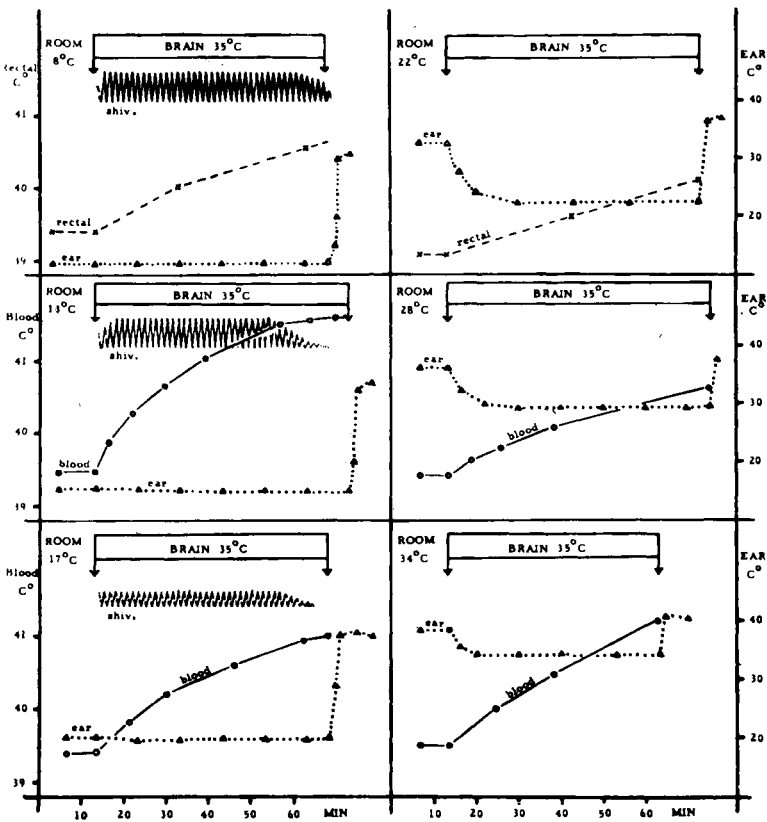 ROOM
8°C
BRAIN 35°C
Rectal
C°
shiv.
41
40
39
rectal
ear
ROOM
22°C
BRAIN 35°C
EAR
C°
40
30
20
ear
rectal
ROOM
13°C
BRAIN 35°C
Blood
C°
shiv.
41
40
39
blood
ear
ROOM
28°C
BRAIN 35°C
EAR
C°
40
30
20
ear
blood
ROOM
17°C
BRAIN 35°C
Blood
C°
shiv.
41
40
39
ear
blood
10 20 30 40 50 60 MIN
ROOM
34°C
BRAIN 35°C
EAR
C°
40
30
20
ear
blood
10 20 30 40 50 60 MIN